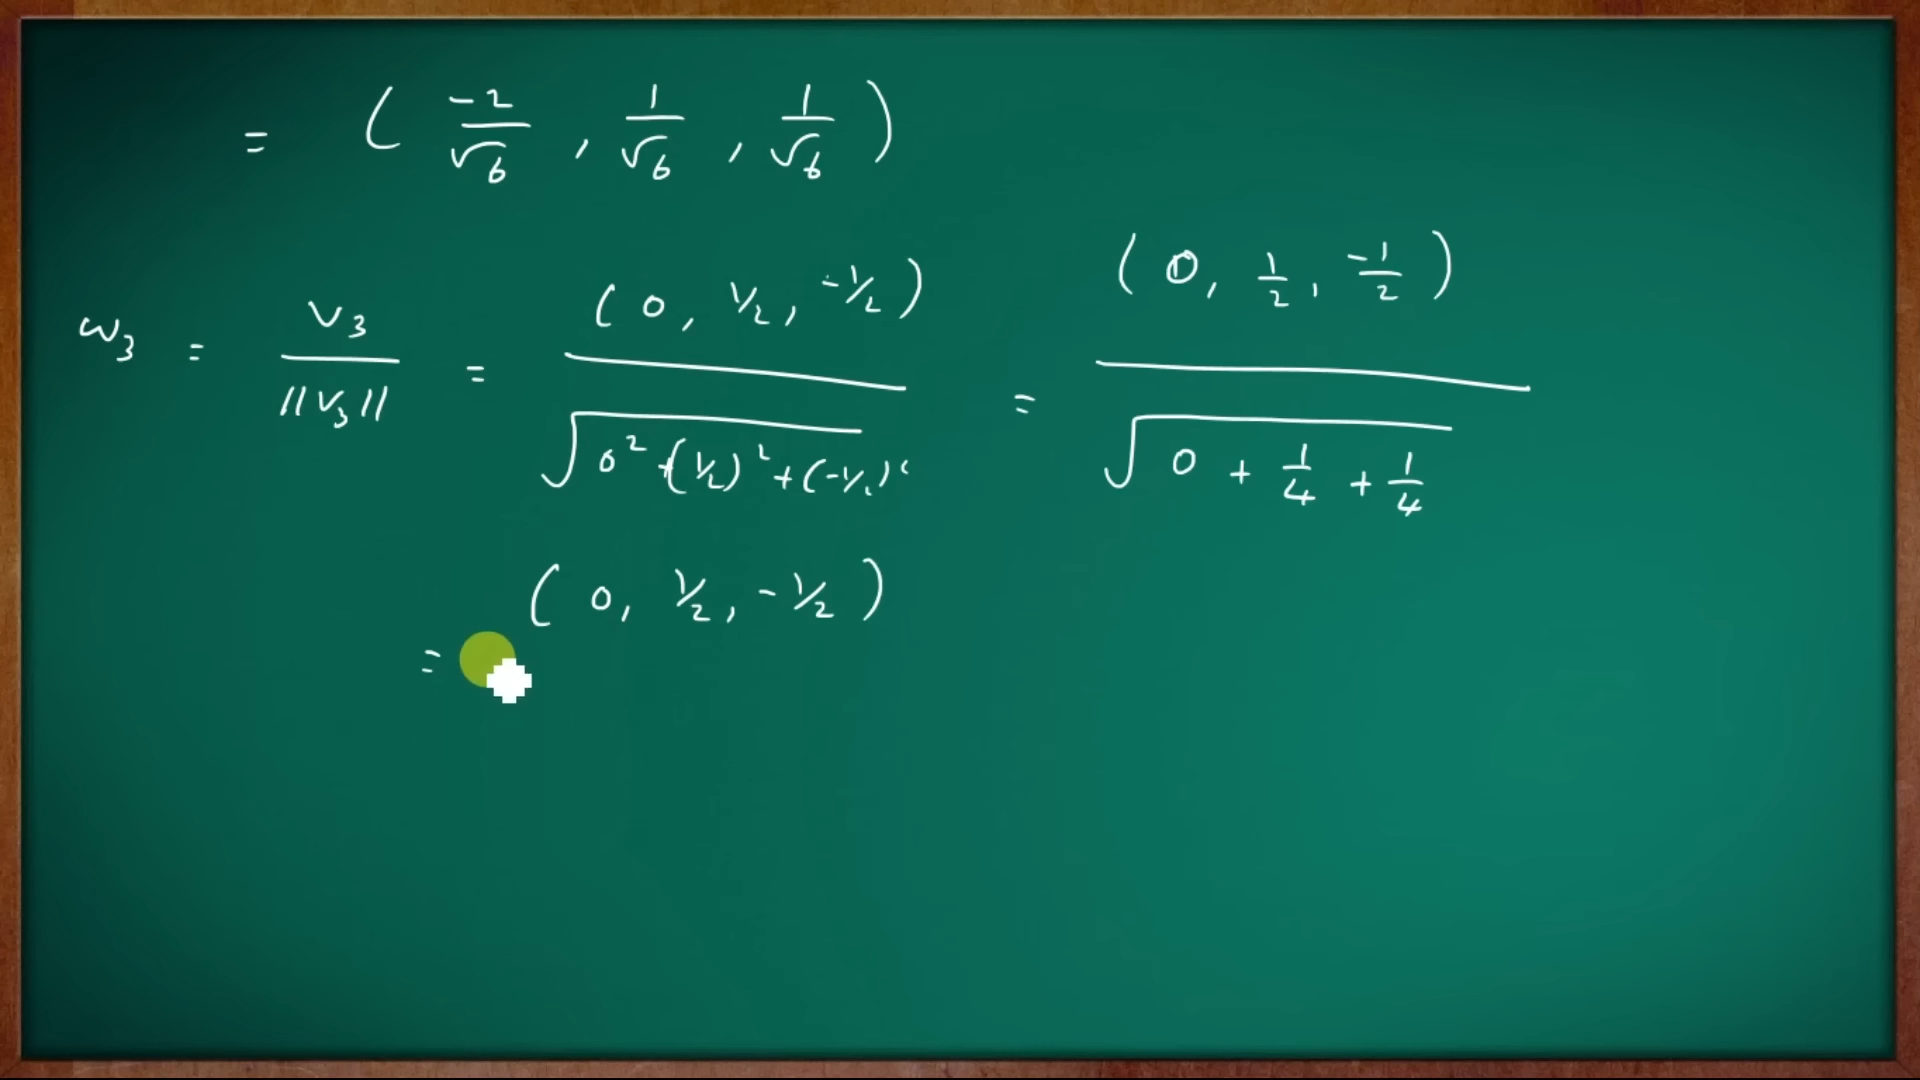 = ( -2/√6 , 1/√6 , 1/√6 )
w₃ = v₃/||v₃|| = (0, 1/2, -1/2)/√(0² + (1/2)² + (-1/2)²) = (0, 1/2, -1/2)/√(0 + 1/4 + 1/4)
= (0, 1/2, -1/2)